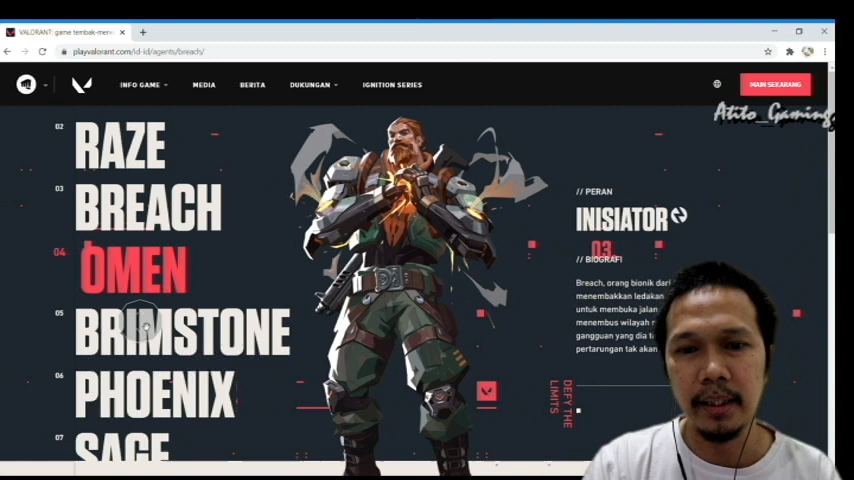 VALORANT: game tembak-mene
playvalorant.com/id-id/agents/breach/
INFO GAME
MEDIA
BERITA
DUKUNGAN
IGNITION SERIES
MAIN SEKARANG
Atito_Gaming
02
RAZE
03
BREACH
04
OMEN
05
BRIMSTONE
06
PHOENIX
07
SAGE
// PERAN
INISIATOR
03
// BIOGRAFI
Breach, orang bionik dari
menembakkan ledakan
untuk membuka jalan
menembus wilayah
gangguan yang dia
pertarungan tak akan
DEFY THE
LIMITS